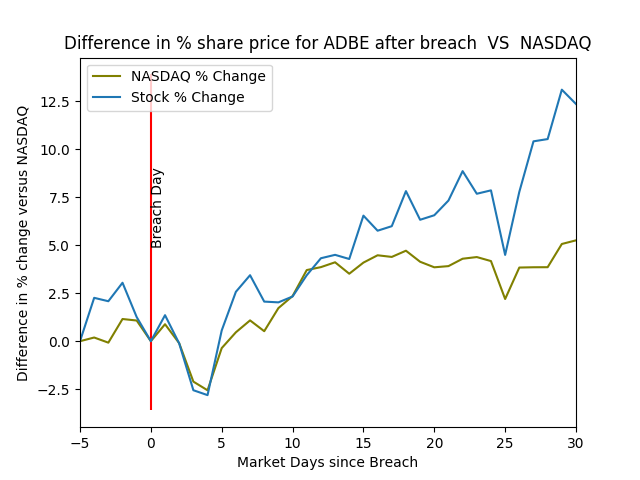 Difference in % share price for ADBE after breach  VS  NASDAQ
NASDAQ % Change
Stock % Change
Breach Day
Difference in % change versus NASDAQ
12.5
10.0
7.5
5.0
2.5
0.0
−2.5
−5
0
5
10
15
20
25
30
Market Days since Breach